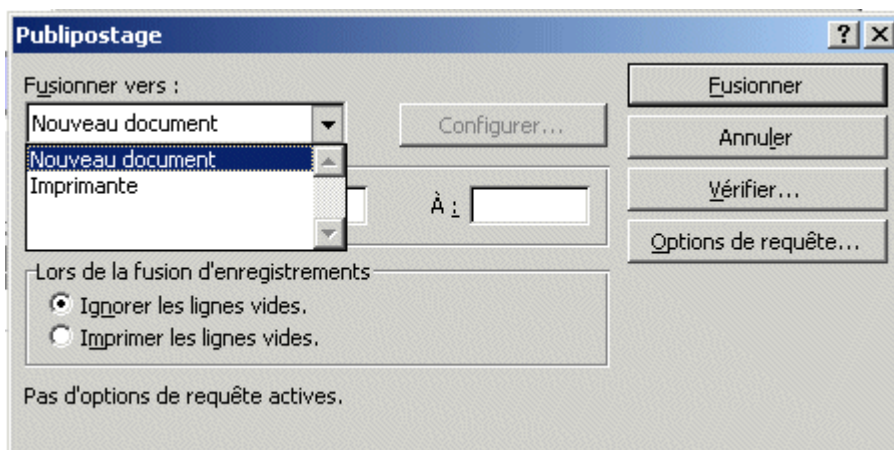 Publipostage
Fusionner vers :
Nouveau document
Configurer...
Nouveau document
Imprimante
À :
Lors de la fusion d'enregistrements
Ignorer les lignes vides.
Imprimer les lignes vides.
Pas d'options de requête actives.
Fusionner
Annuler
Vérifier...
Options de requête...